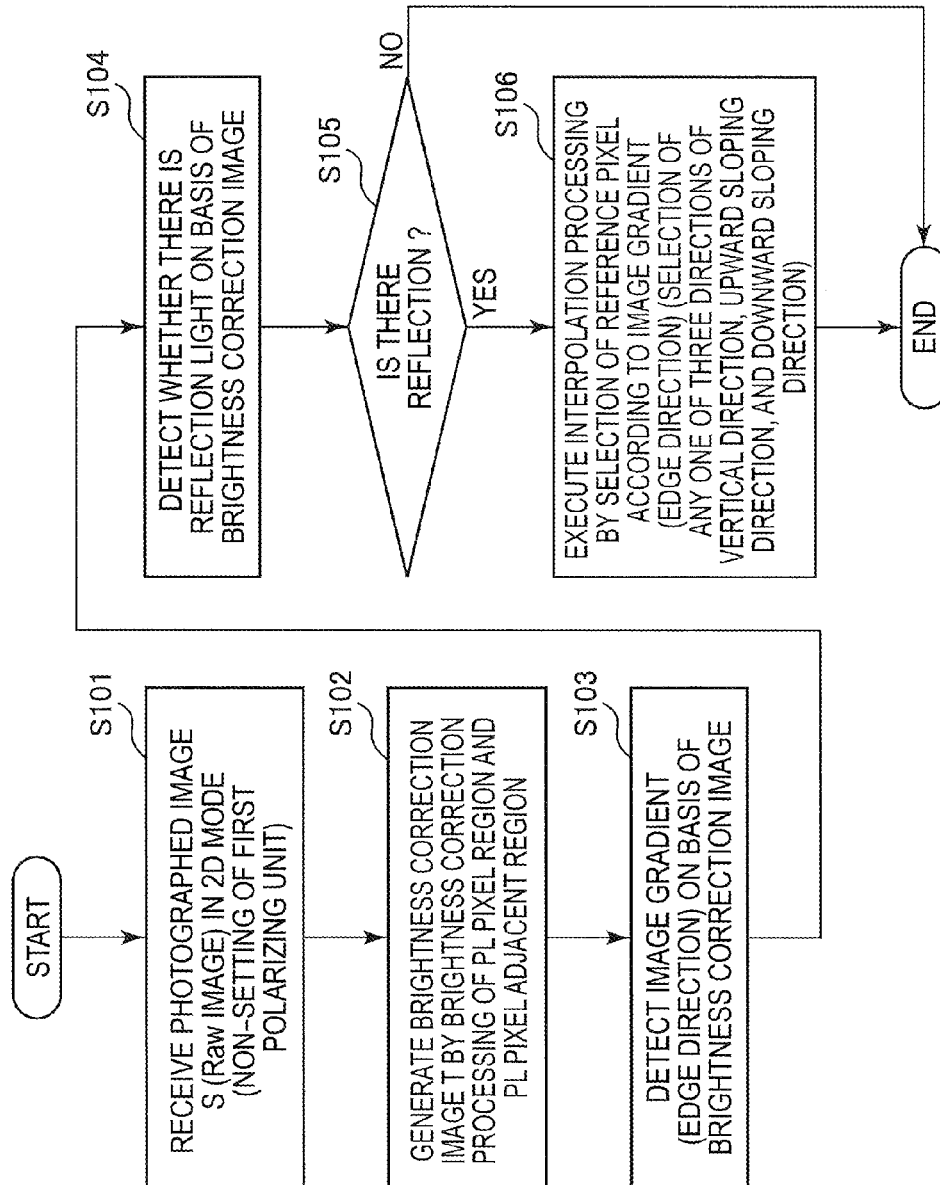 START
S101
RECEIVE PHOTOGRAPHED IMAGE
S (Raw IMAGE) IN 2D MODE
(NON-SETTING OF FIRST
POLARIZING UNIT)
S102
GENERATE BRIGHTNESS CORRECTION
IMAGE T BY BRIGHTNESS CORRECTION
PROCESSING OF PL PIXEL REGION AND
PL PIXEL ADJACENT REGION
S103
DETECT IMAGE GRADIENT
(EDGE DIRECTION) ON BASIS OF
BRIGHTNESS CORRECTION IMAGE
S104
DETECT WHETHER THERE IS
REFLECTION LIGHT ON BASIS OF
BRIGHTNESS CORRECTION IMAGE
S105
IS THERE
REFLECTION ?
NO
YES
S106
EXECUTE INTERPOLATION PROCESSING
BY SELECTION OF REFERENCE PIXEL
ACCORDING TO IMAGE GRADIENT
(EDGE DIRECTION) (SELECTION OF
ANY ONE OF THREE DIRECTIONS OF
VERTICAL DIRECTION, UPWARD SLOPING
DIRECTION, AND DOWNWARD SLOPING
DIRECTION)
END